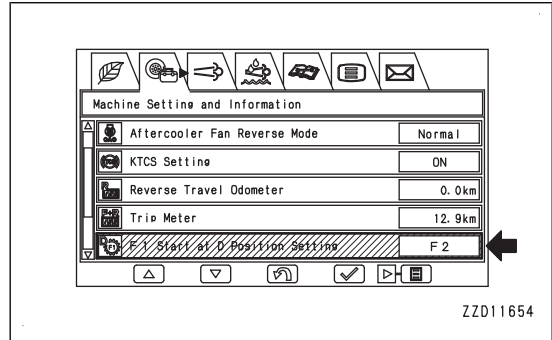 Machine Setting and Information
Aftercooler Fan Reverse Mode Normal
KTCS Setting ON
Reverse Travel Odometer 0.0km
Trip Meter 12.9km
F1 Start at D Position Setting F2
ZZD11654